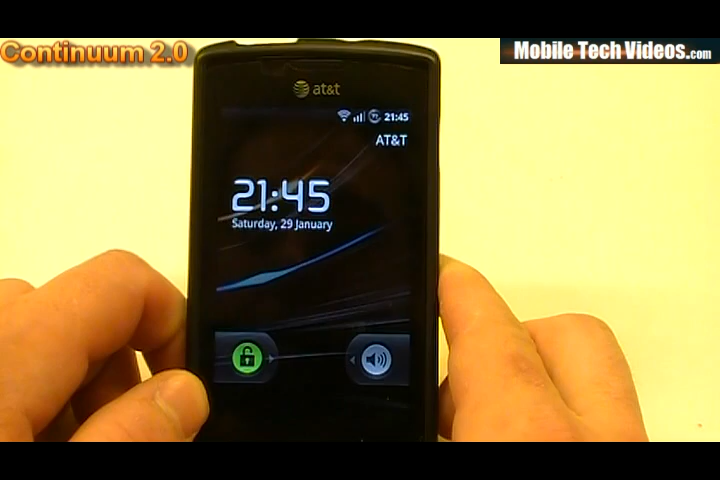 Continuum 2.0
Mobile Tech Videos.com
at&t
21:45
AT&T
21:45
Saturday, 29 January